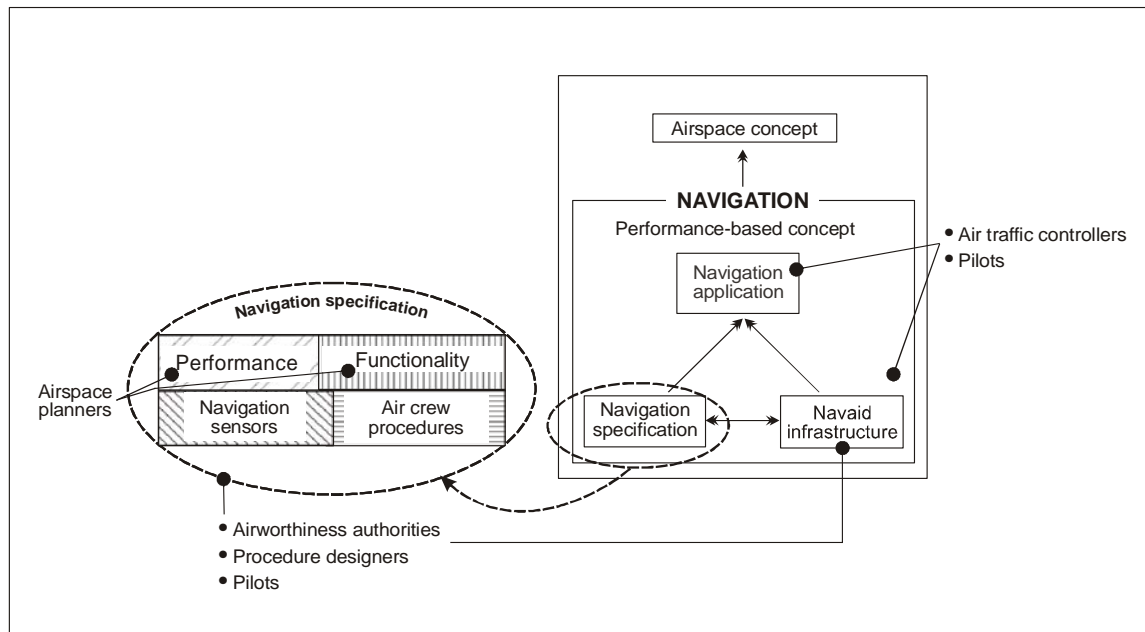 Airspace concept
NAVIGATION
Performance-based concept
Navigation
application
• Air traffic controllers
• Pilots
Navigation specification
Performance
Functionality
Airspace
planners
Navigation
sensors
Air crew
procedures
Navigation
specification
Navaid
infrastructure
• Airworthiness authorities
• Procedure designers
• Pilots